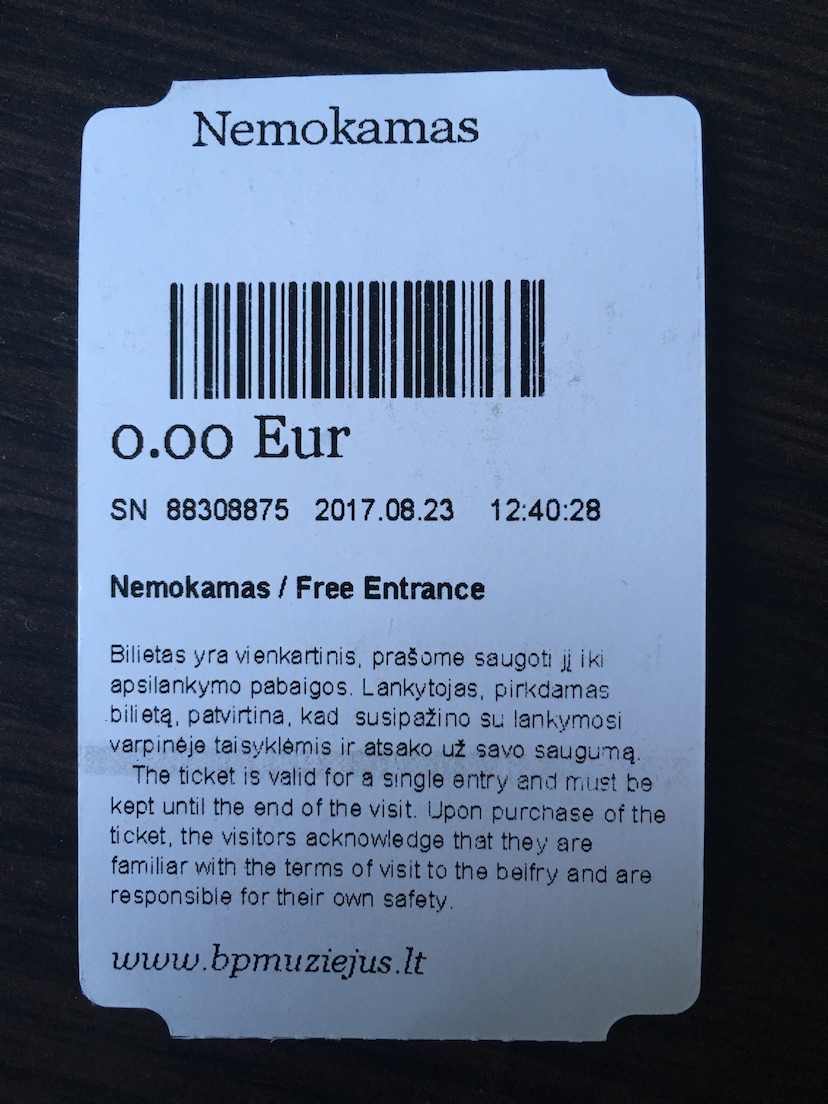 Nemokamas
0.00 Eur
SN 88308875 2017.08.23 12:40:28
Nemokamas / Free Entrance
Bilietas yra vienkartinis, prašome saugoti jį iki
apsilankymo pabaigos. Lankytojas, pirkdamas
bilietą, patvirtina, kad susipažino su lankymosi
varpinėje taisyklėmis ir atsako už savo saugumą.
The ticket is valid for a single entry and must be
kept until the end of the visit. Upon purchase of the
ticket, the visitors acknowledge that they are
familiar with the terms of visit to the belfry and are
responsible for their own safety.
www.bpmuziejus.lt